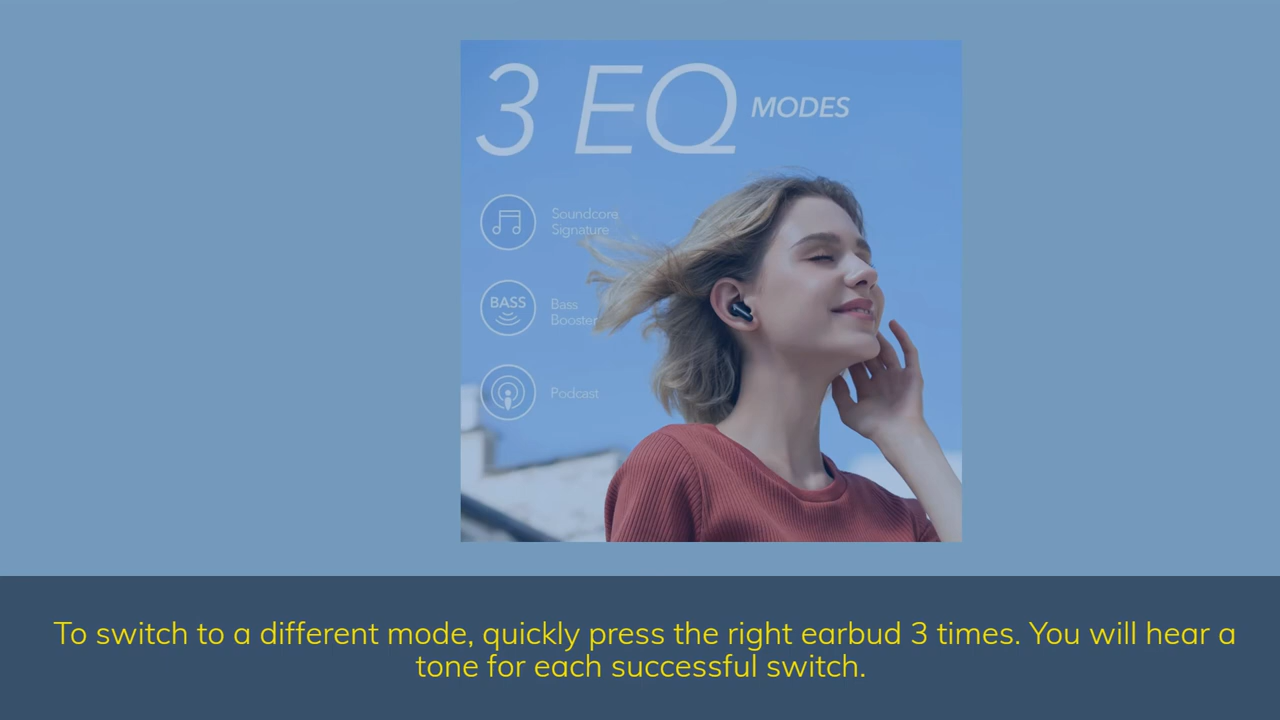 3 EQ MODES
Soundcore
Signature
BASS
Bass
Booster
Podcast
To switch to a different mode, quickly press the right earbud 3 times. You will hear a
tone for each successful switch.